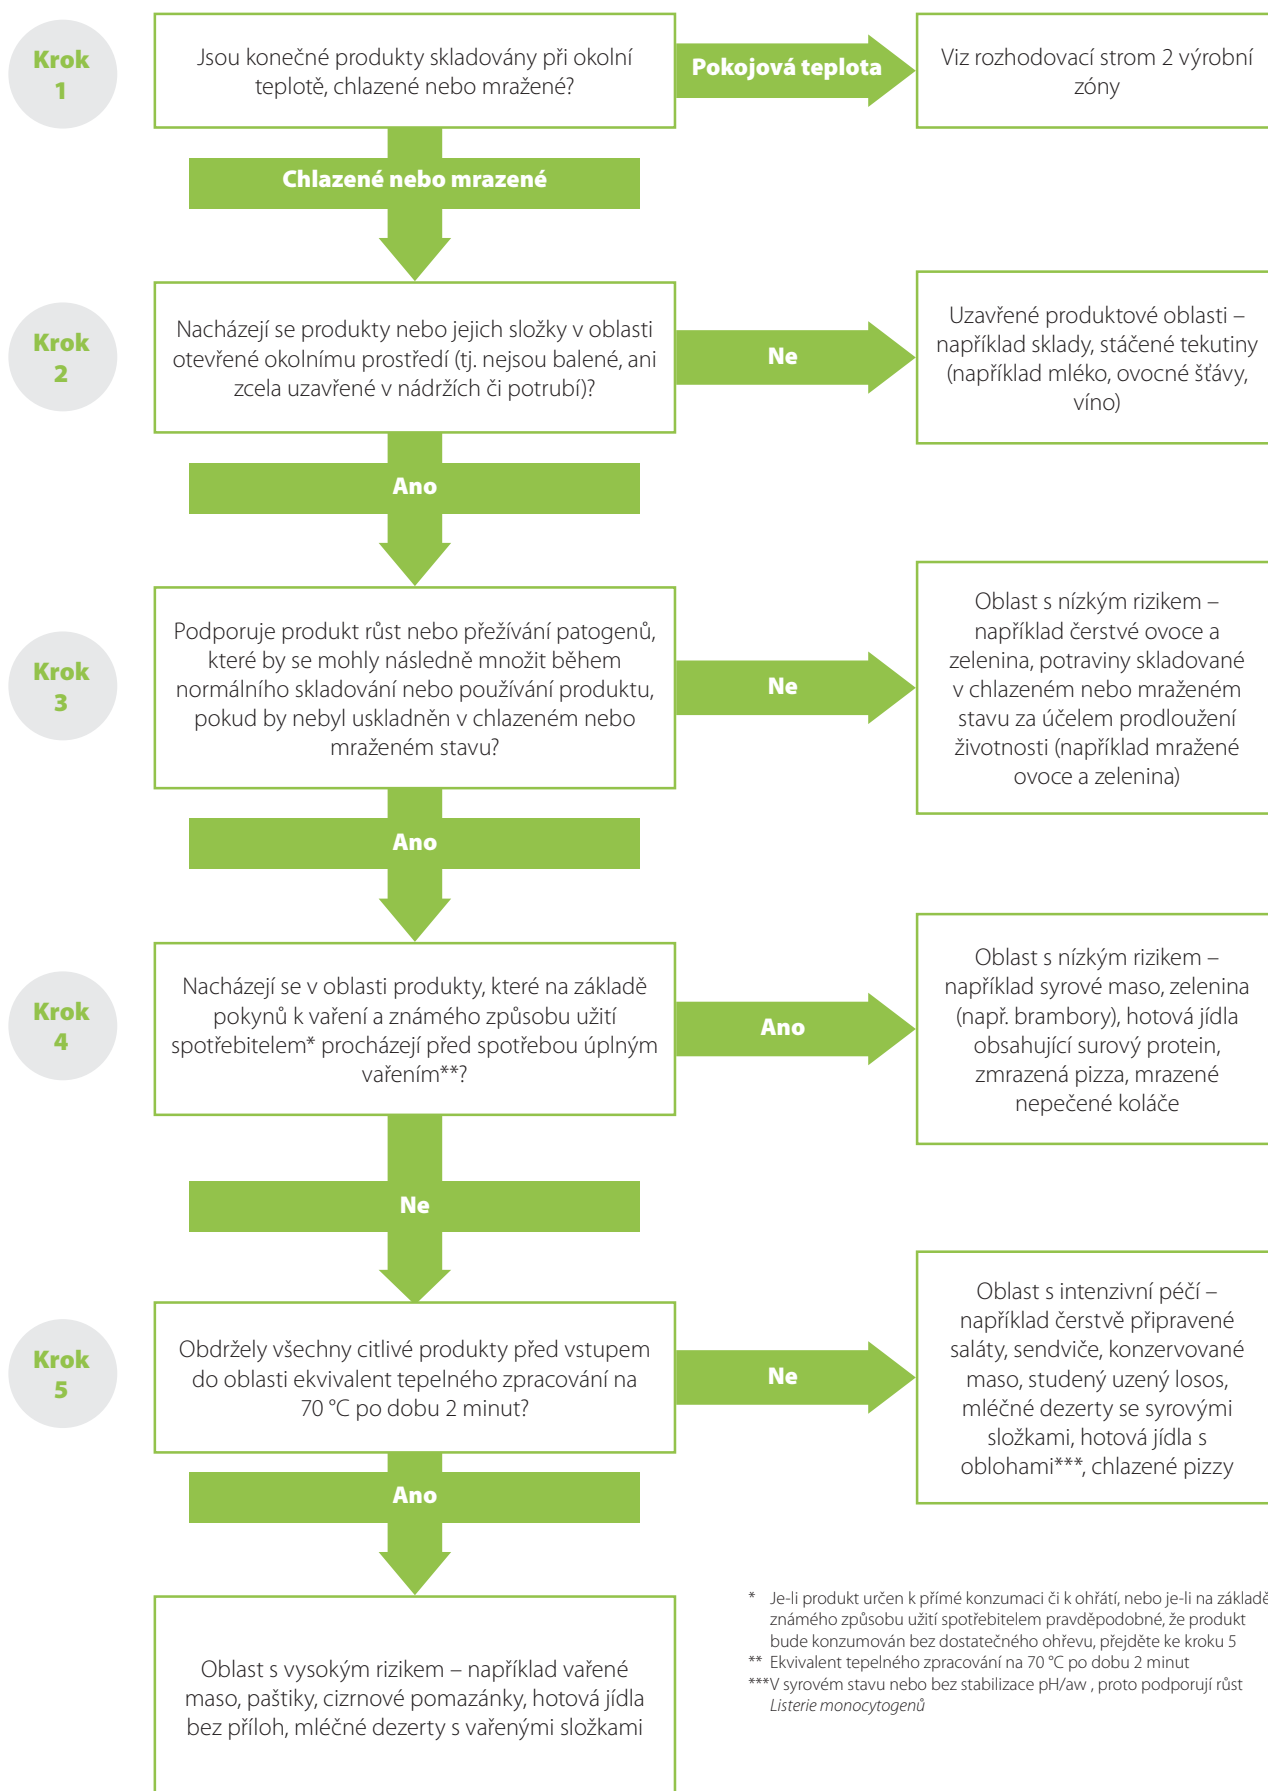 Krok
1
Jsou konečné produkty skladovány při okolní
teplotě, chlazené nebo mražené?
Pokojová teplota
Viz rozhodovací strom 2 výrobní
zóny
Chlazené nebo mrazené
Krok
2
Nacházejí se produkty nebo jejich složky v oblasti
otevřené okolnímu prostředí (tj. nejsou balené, ani
zcela uzavřené v nádržích či potrubí)?
Ne
Uzavřené produktové oblasti –
například sklady, stáčené tekutiny
(například mléko, ovocné šťávy,
víno)
Ano
Krok
3
Podporuje produkt růst nebo přežívání patogenů,
které by se mohly následně množit během
normálního skladování nebo používání produktu,
pokud by nebyl uskladněn v chlazeném nebo
mraženém stavu?
Ne
Oblast s nízkým rizikem –
například čerstvé ovoce a
zelenina, potraviny skladované
v chlazeném nebo mraženém
stavu za účelem prodloužení
životnosti (například mražené
ovoce a zelenina)
Ano
Krok
4
Nacházejí se v oblasti produkty, které na základě
pokynů k vaření a známého způsobu užití
spotřebitelem* procházejí před spotřebou úplným
vařením**?
Ano
Oblast s nízkým rizikem –
například syrové maso, zelenina
(např. brambory), hotová jídla
obsahující surový protein,
zmrazená pizza, mrazené
nepečené koláče
Ne
Krok
5
Obdržely všechny citlivé produkty před vstupem
do oblasti ekvivalent tepelného zpracování na
70 °C po dobu 2 minut?
Ne
Oblast s intenzivní péčí –
například čerstvě připravené
saláty, sendviče, konzervované
maso, studený uzený losos,
mléčné dezerty se syrovými
složkami, hotová jídla s
oblohami***, chlazené pizzy
Ano
Oblast s vysokým rizikem – například vařené
maso, paštiky, cizrnové pomazánky, hotová jídla
bez příloh, mléčné dezerty s vařenými složkami
* Je-li produkt určen k přímé konzumaci či k ohřátí, nebo je-li na základě
známého způsobu užití spotřebitelem pravděpodobné, že produkt
bude konzumován bez dostatečného ohřevu, přejděte ke kroku 5
** Ekvivalent tepelného zpracování na 70 °C po dobu 2 minut
***V syrovém stavu nebo bez stabilizace pH/aw , proto podporují růst
Listerie monocytogenů